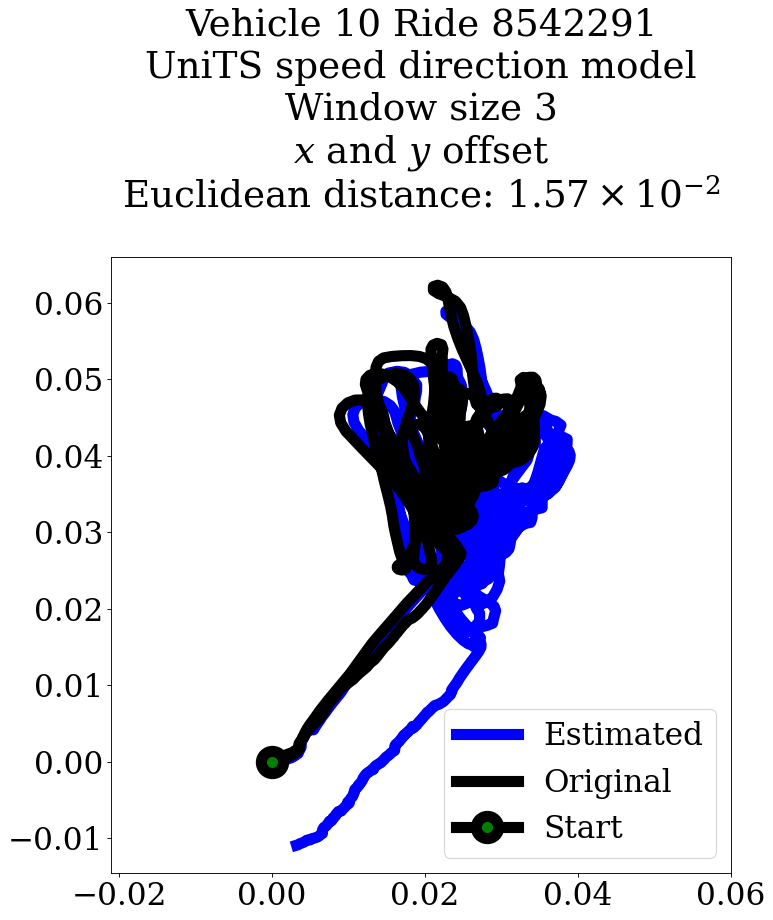 Vehicle 10 Ride 8542291
UniTS speed direction model
Window size 3
x and y offset
Euclidean distance: 1.57 × 10⁻²
0.06
0.05
0.04
0.03
0.02
0.01
0.00
−0.01
Estimated
Original
Start
−0.02 0.00 0.02 0.04 0.06